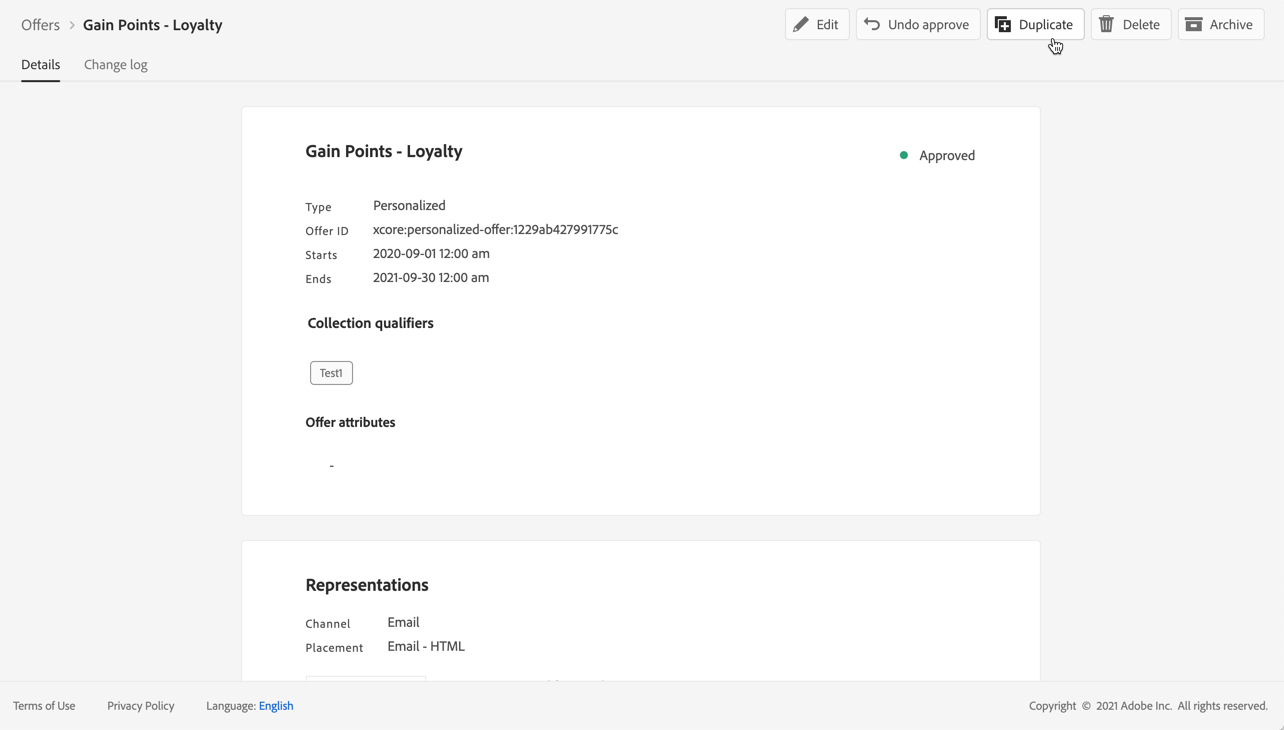 Offers > Gain Points - Loyalty
Edit
Undo approve
Duplicate
Delete
Archive
Details
Change log
Gain Points - Loyalty
Approved
Type Personalized
Offer ID xcore:personalized-offer:1229ab427991775c
Starts 2020-09-01 12:00 am
Ends 2021-09-30 12:00 am
Collection qualifiers
Test1
Offer attributes
-
Representations
Channel Email
Placement Email - HTML
Terms of Use
Privacy Policy
Language: English
Copyright © 2021 Adobe Inc. All rights reserved.